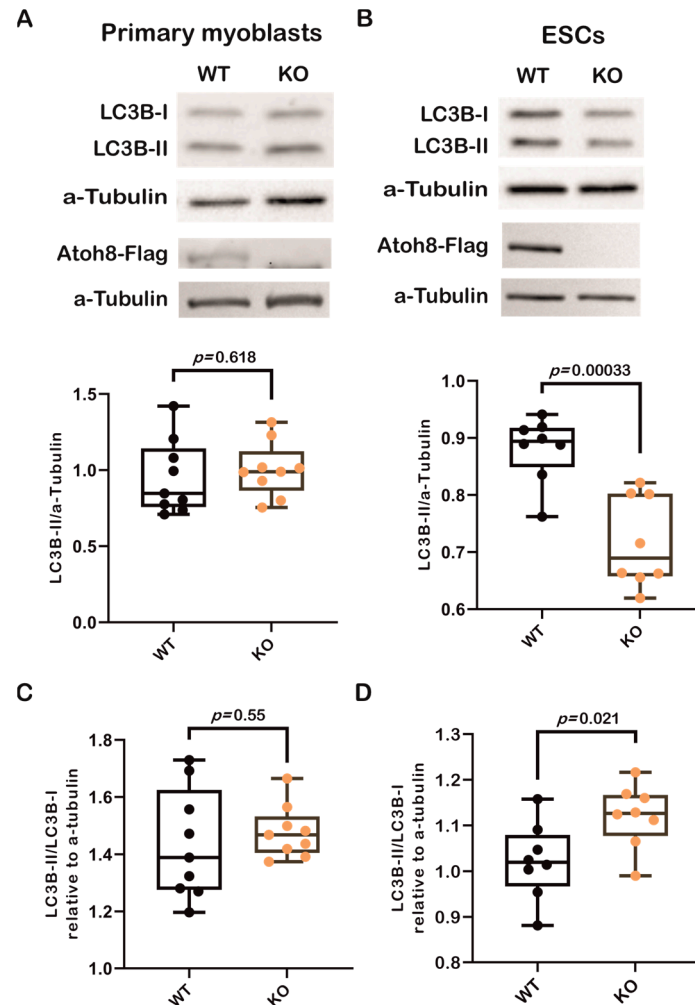 A
Primary myoblasts
WT KO
LC3B-I
LC3B-II
a-Tubulin
Atoh8-Flag
a-Tubulin
p=0.618
1.5
1.0
0.5
0.0
LC3B-II/a-Tubulin
WT KO
B
ESCs
WT KO
LC3B-I
LC3B-II
a-Tubulin
Atoh8-Flag
a-Tubulin
p=0.00033
1.0
0.9
0.8
0.7
0.6
LC3B-II/a-Tubulin
WT KO
C
p=0.55
1.8
1.6
1.4
1.2
1.0
LC3B-II/LC3B-I
relative to a-tubulin
WT KO
D
p=0.021
1.3
1.2
1.1
1.0
0.9
0.8
LC3B-II/LC3B-I
relative to a-tubulin
WT KO